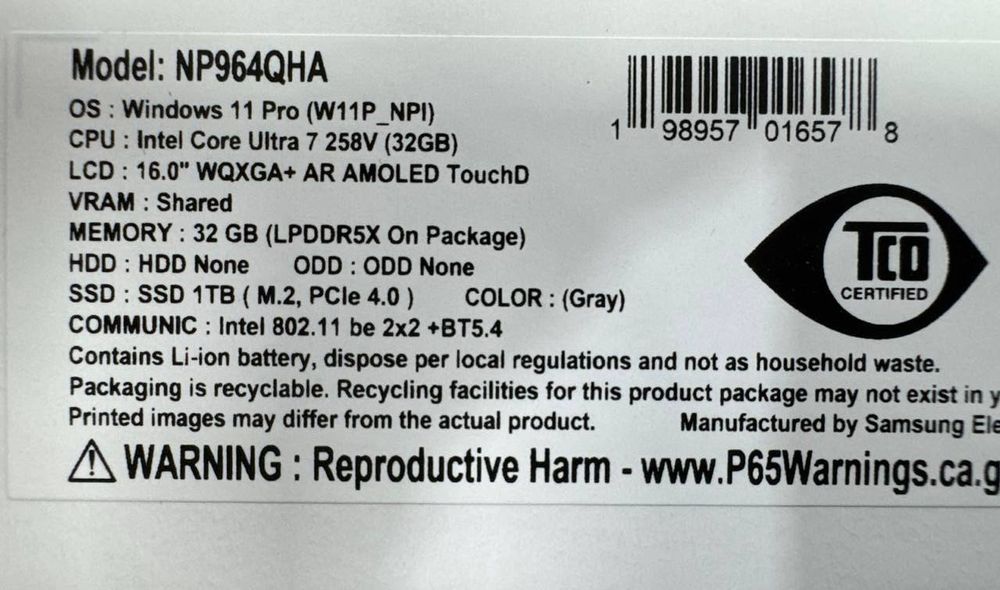 Model: NP964QHA
OS : Windows 11 Pro (W11P_NPI)
CPU : Intel Core Ultra 7 258V (32GB)
LCD : 16.0" WQXGA+ AR AMOLED TouchD
VRAM : Shared
MEMORY : 32 GB (LPDDR5X On Package)
HDD : HDD None ODD : ODD None
SSD : SSD 1TB ( M.2, PCIe 4.0 ) COLOR : (Gray)
COMMUNIC : Intel 802.11 be 2x2 +BT5.4
Contains Li-ion battery, dispose per local regulations and not as household waste.
Packaging is recyclable. Recycling facilities for this product package may not exist in y
Printed images may differ from the actual product. Manufactured by Samsung Ele
WARNING : Reproductive Harm - www.P65Warnings.ca.g
1 98957 01657 8
TCO
CERTIFIED